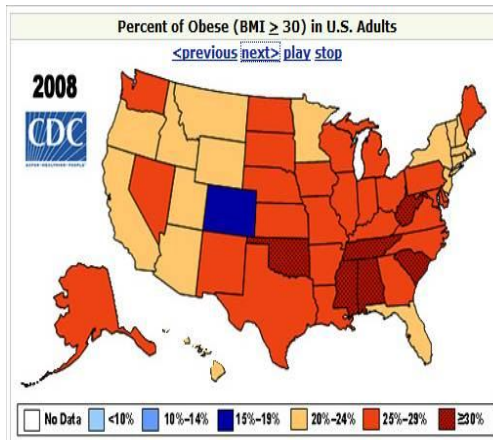 Percent of Obese (BMI ≥ 30) in U.S. Adults
<previous next> play stop
2008
CDC
No Data <10% 10%–14% 15%–19% 20%–24% 25%–29% ≥30%